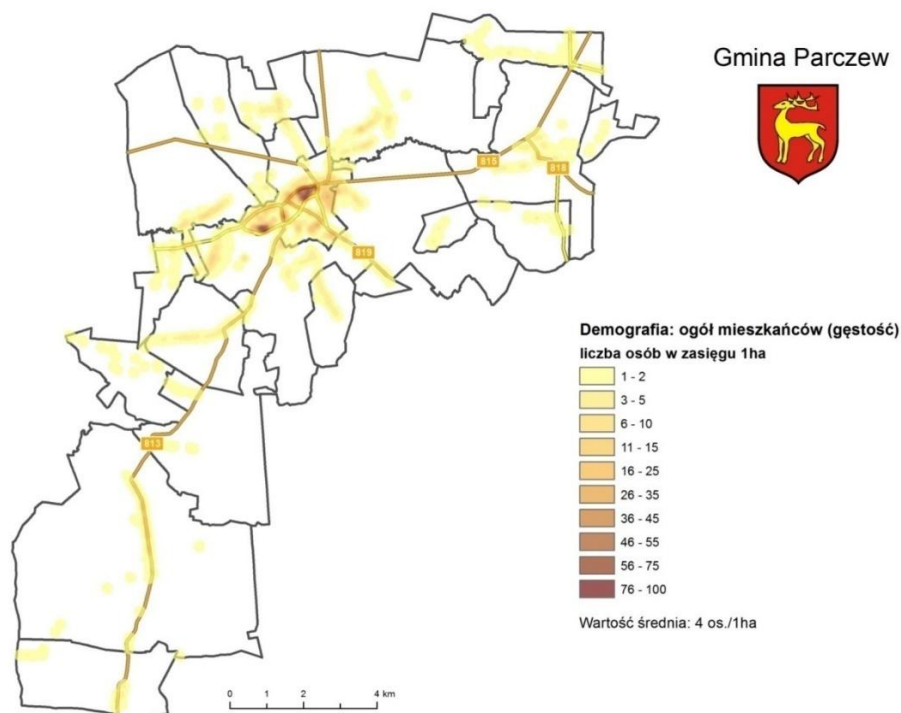 Gmina Parczew
815
818
819
813
Demografia: ogół mieszkańców (gęstość)
liczba osób w zasięgu 1ha
1 - 2
3 - 5
6 - 10
11 - 15
16 - 25
26 - 35
36 - 45
46 - 55
56 - 75
76 - 100
Wartość średnia: 4 os./1ha
0 1 2 4 km